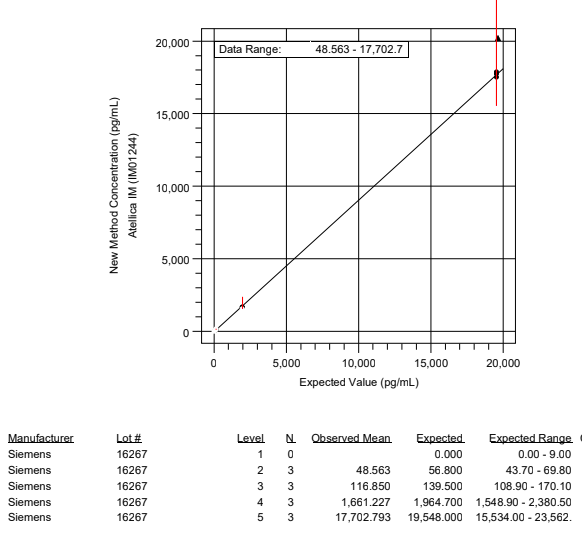 20,000
Data Range: 48.563 - 17,702.7
15,000
10,000
5,000
0
New Method Concentration (pg/mL)
Atellica IM (IM01244)
0 5,000 10,000 15,000 20,000
Expected Value (pg/mL)
Manufacturer Lot # Level N Observed Mean Expected Expected Range
Siemens 16267 1 0 0.000 0.00 - 9.00
Siemens 16267 2 3 48.563 56.800 43.70 - 69.80
Siemens 16267 3 3 116.850 139.500 108.90 - 170.10
Siemens 16267 4 3 1,661.227 1,964.700 1,548.90 - 2,380.50
Siemens 16267 5 3 17,702.793 19,548.000 15,534.00 - 23,562.